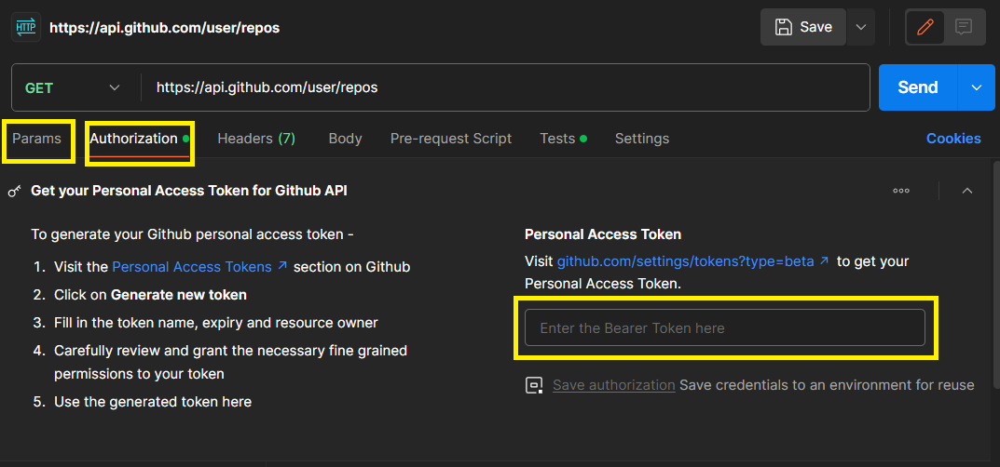 HTTP https://api.github.com/user/repos Save
GET https://api.github.com/user/repos Send
Params Authorization Headers (7) Body Pre-request Script Tests Settings Cookies
Get your Personal Access Token for Github API
To generate your Github personal access token -
1. Visit the Personal Access Tokens ↗ section on Github
2. Click on Generate new token
3. Fill in the token name, expiry and resource owner
4. Carefully review and grant the necessary fine grained
permissions to your token
5. Use the generated token here
Personal Access Token
Visit github.com/settings/tokens?type=beta ↗ to get your
Personal Access Token.
Enter the Bearer Token here
Save authorization Save credentials to an environment for reuse